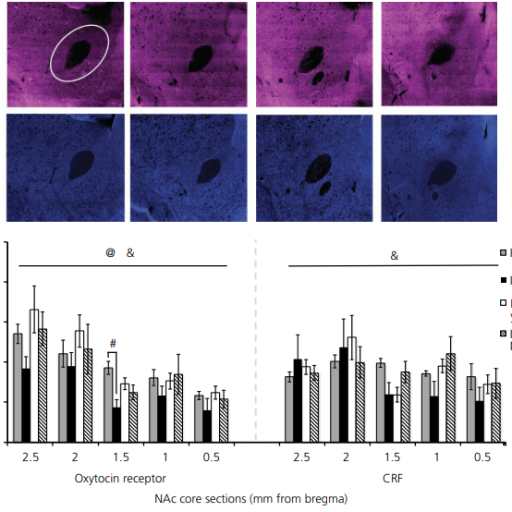 @ &
&
#
2.5 2 1.5 1 0.5 2.5 2 1.5 1 0.5
Oxytocin receptor CRF
NAc core sections (mm from bregma)